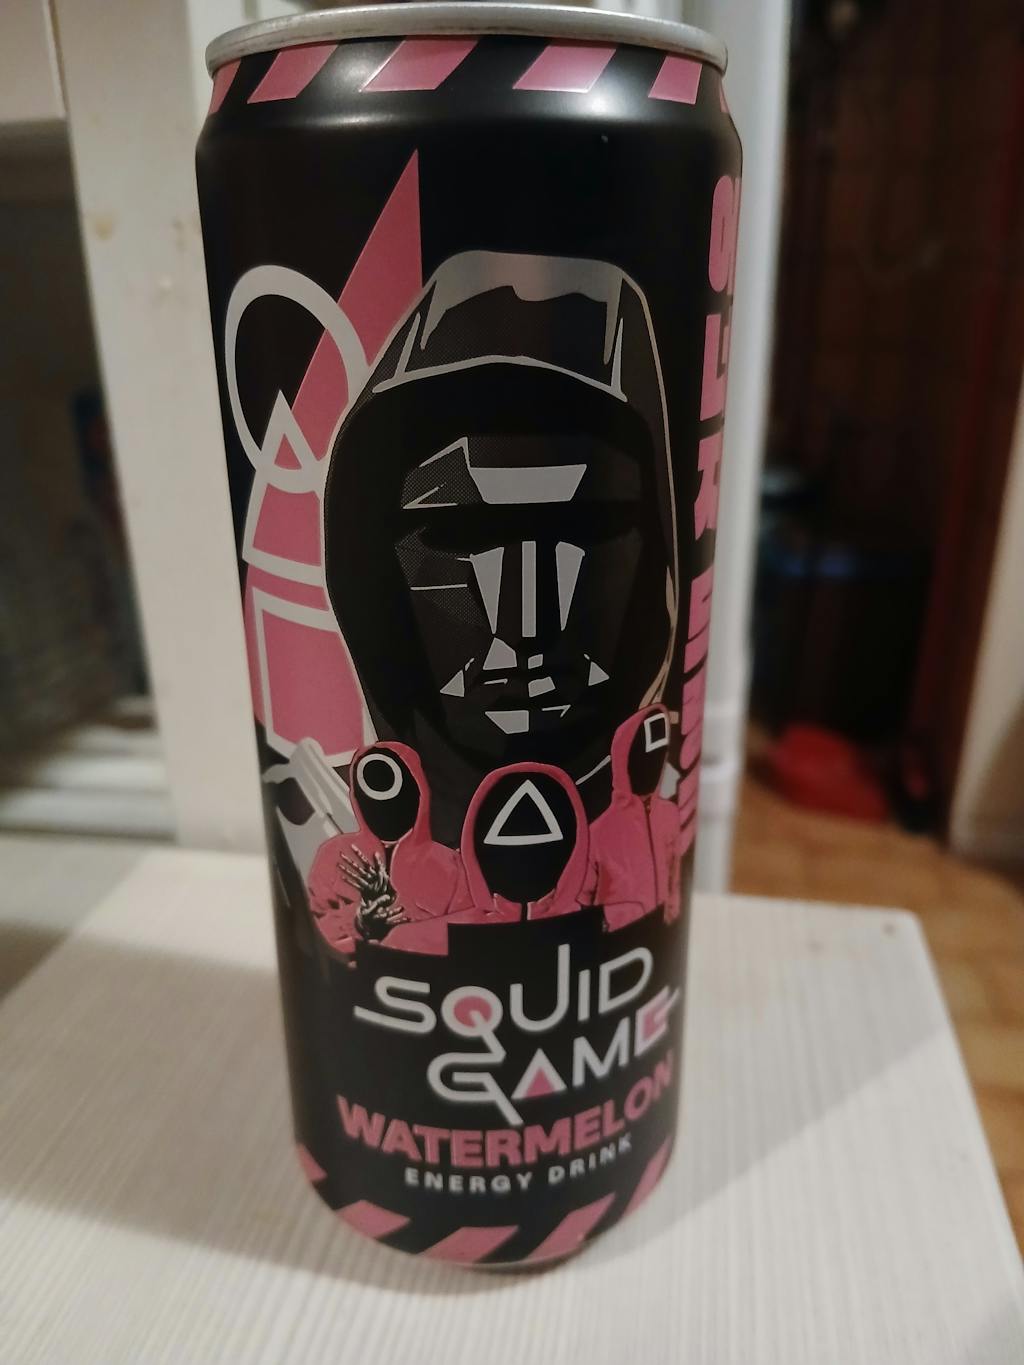 SQUID
GAME
WATERMELON
ENERGY DRINK